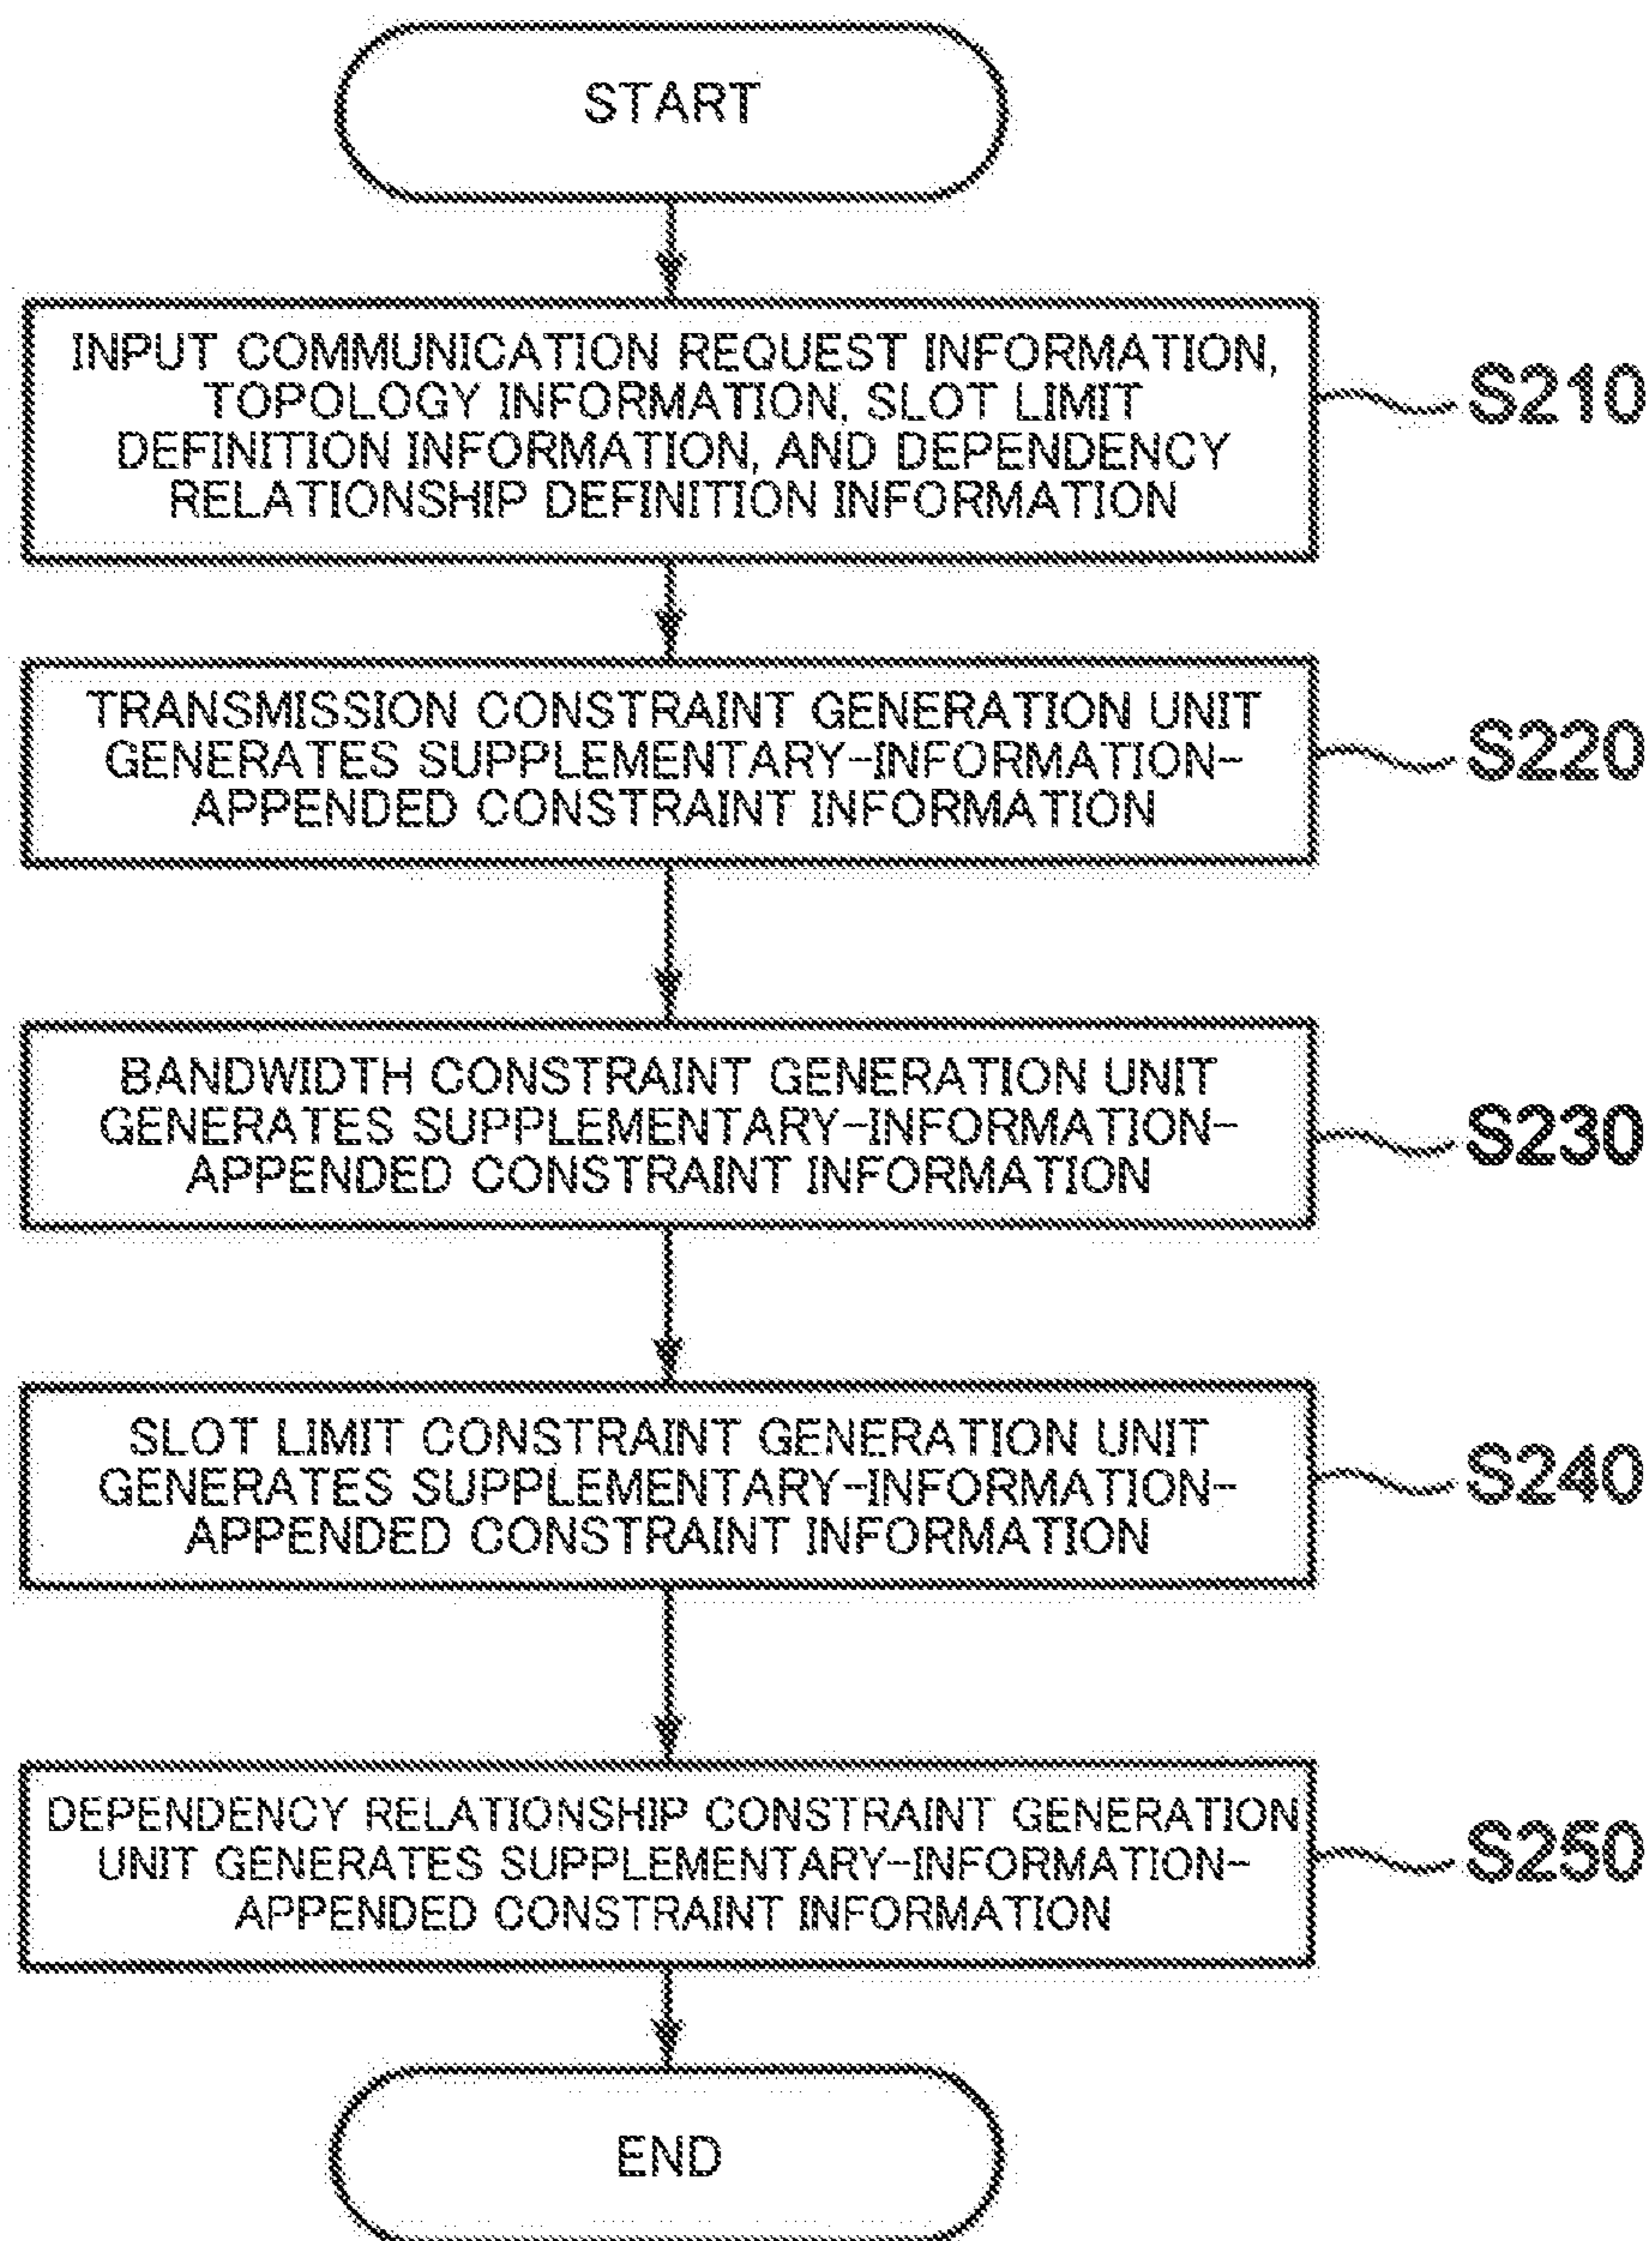 START
INPUT COMMUNICATION REQUEST INFORMATION,
TOPOLOGY INFORMATION, SLOT LIMIT
DEFINITION INFORMATION, AND DEPENDENCY
RELATIONSHIP DEFINITION INFORMATION
S210
TRANSMISSION CONSTRAINT GENERATION UNIT
GENERATES SUPPLEMENTARY-INFORMATION-
APPENDED CONSTRAINT INFORMATION
S220
BANDWIDTH CONSTRAINT GENERATION UNIT
GENERATES SUPPLEMENTARY-INFORMATION-
APPENDED CONSTRAINT INFORMATION
S230
SLOT LIMIT CONSTRAINT GENERATION UNIT
GENERATES SUPPLEMENTARY-INFORMATION-
APPENDED CONSTRAINT INFORMATION
S240
DEPENDENCY RELATIONSHIP CONSTRAINT GENERATION
UNIT GENERATES SUPPLEMENTARY-INFORMATION-
APPENDED CONSTRAINT INFORMATION
S250
END